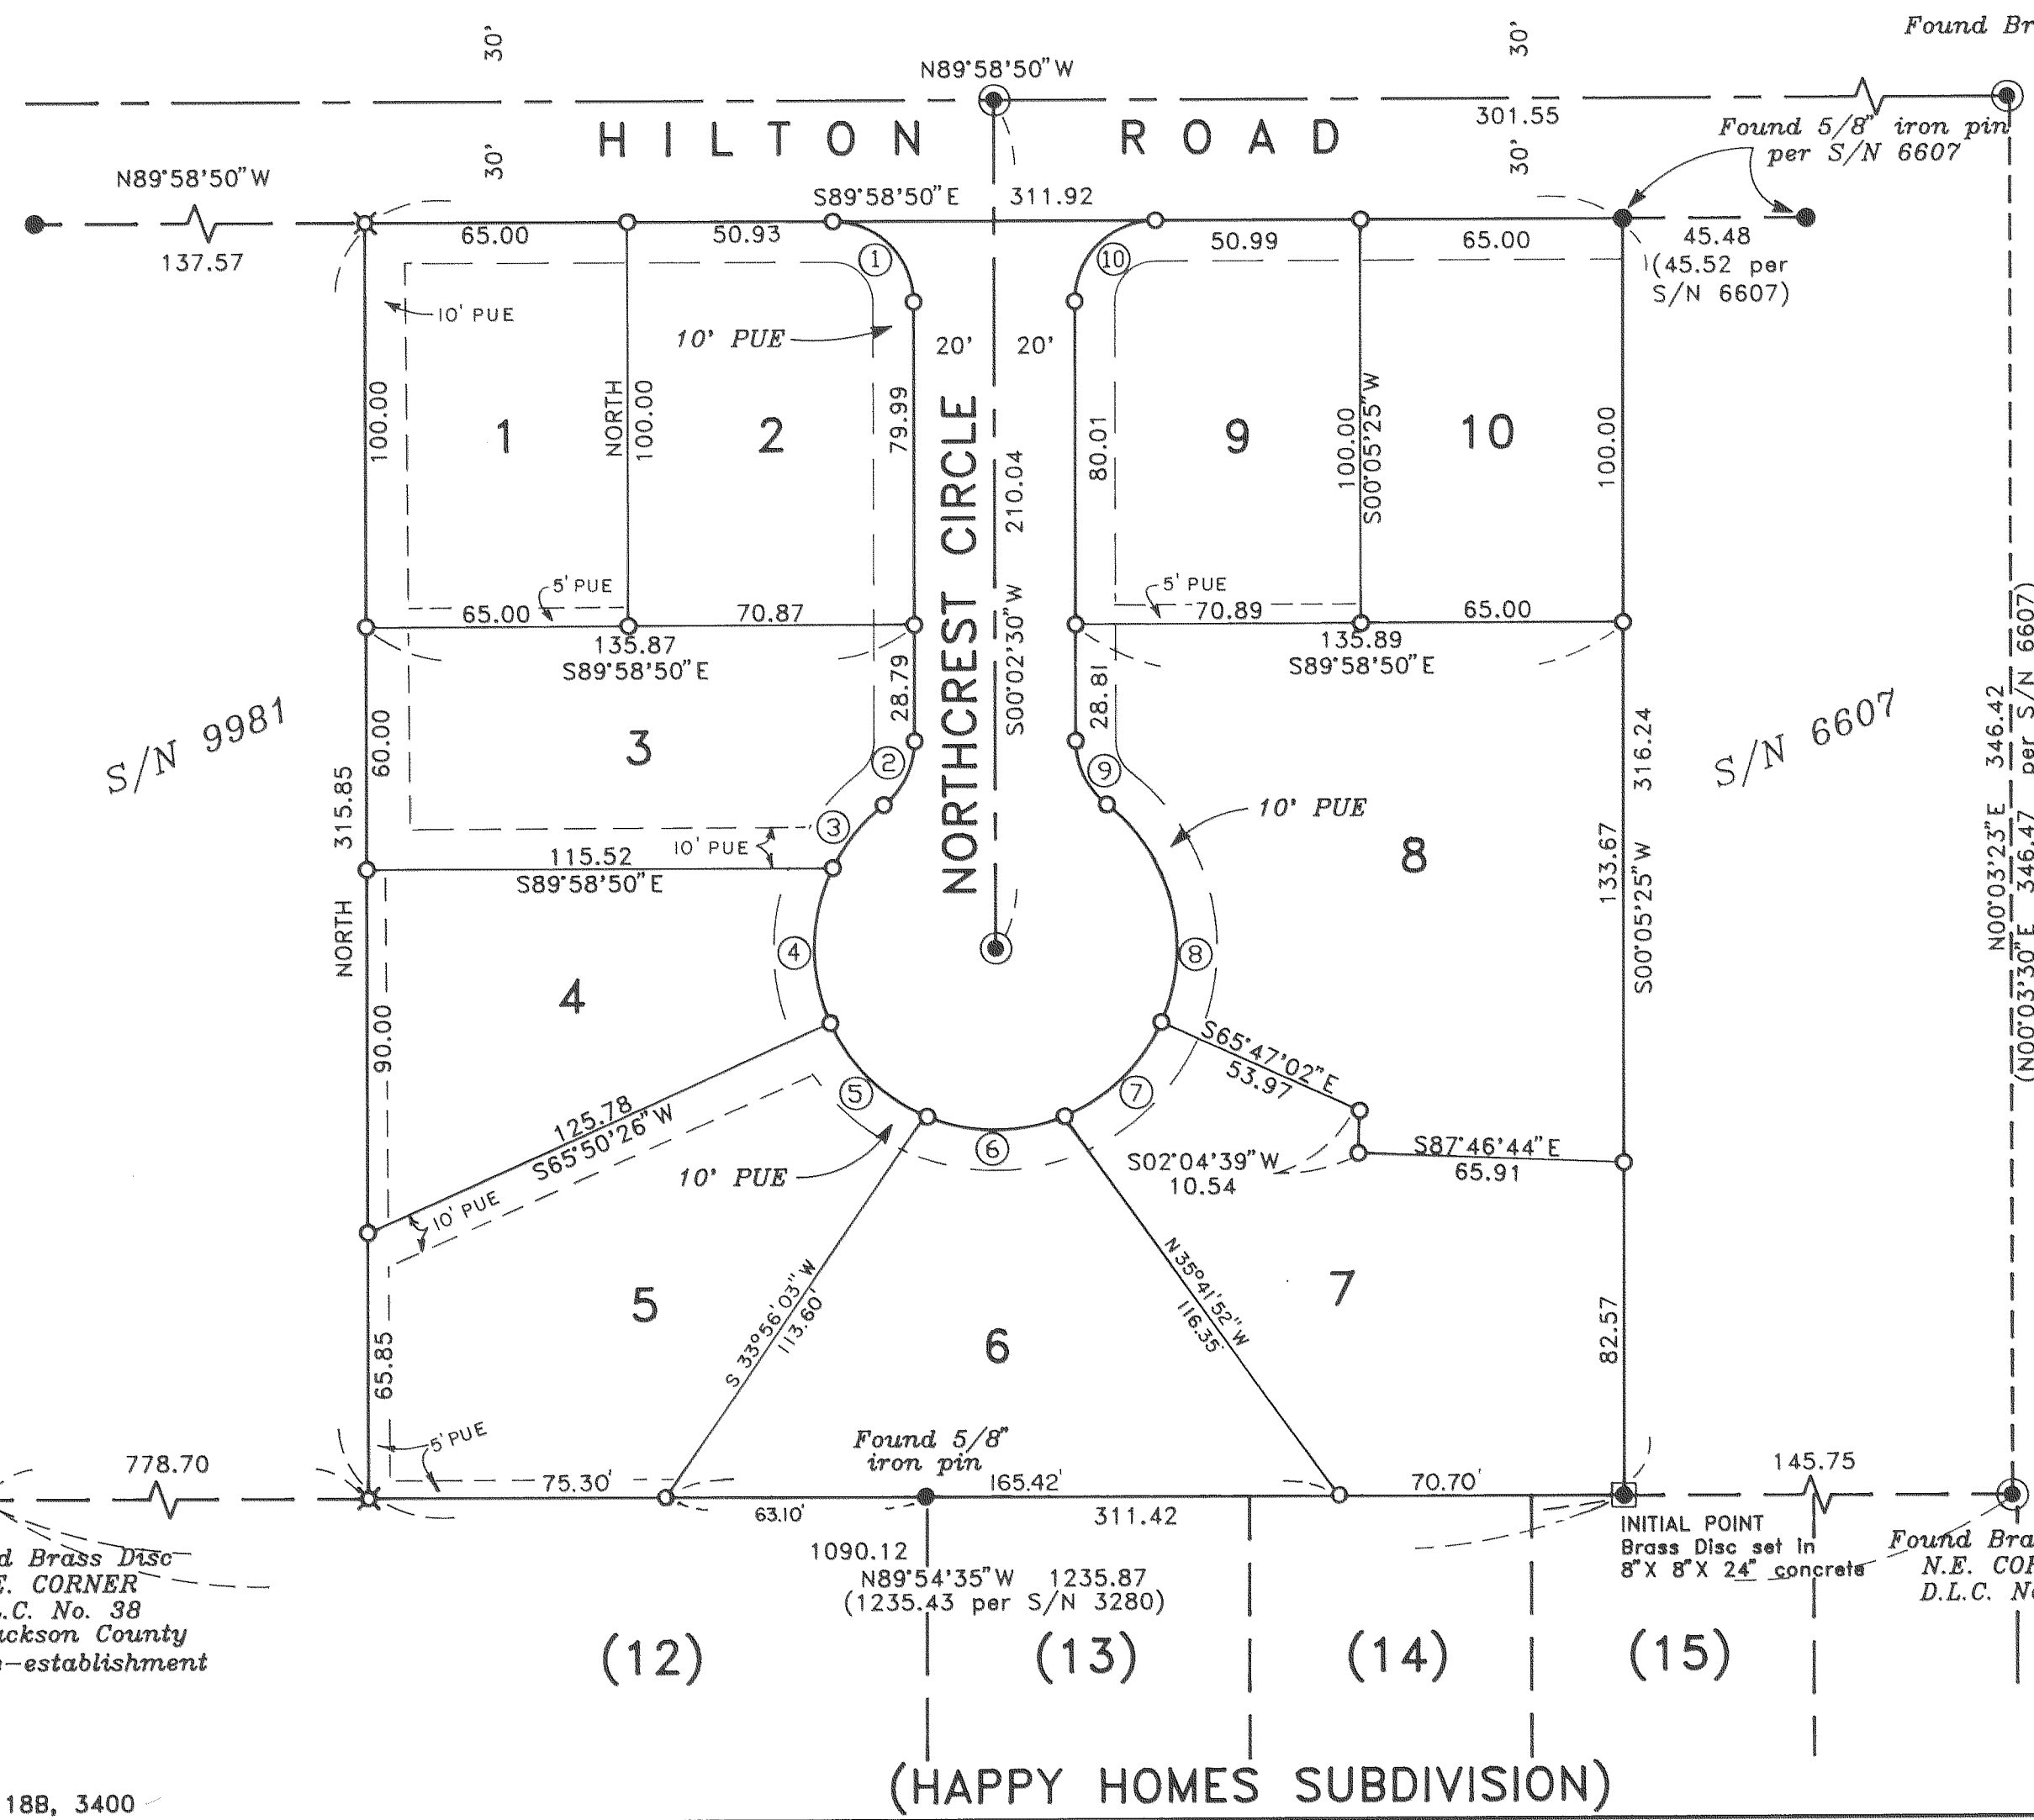 30'
30'
Found Br
N89°58'50"W
HILTON ROAD
301.55
Found 5/8" iron pin
per S/N 6607
30'
30'
N89°58'50"W
137.57
S89°58'50"E
311.92
65.00
50.93
50.99
65.00
45.48
(45.52 per
S/N 6607)
1
10
10' PUE
10' PUE
20'
20'
100.00
1
NORTH
100.00
2
79.99
NORTHCREST CIRCLE
210.04
S00°02'30"W
80.01
9
100.00
S00°05'25"W
10
100.00
5' PUE
65.00
70.87
135.87
S89°58'50"E
5' PUE
70.89
65.00
135.89
S89°58'50"E
S/N 9981
60.00
3
28.79
28.81
2
9
S/N 6607
316.24
S00°05'25"W
N00°03'23"E 346.42
(N00°03'30"E 346.47 per S/N 6607)
315.85
NORTH
3
10' PUE
10' PUE
115.52
S89°58'50"E
8
133.67
4
90.00
4
8
S65°47'02"E
53.97
5
7
6
125.78
S65°50'26"W
10' PUE
10' PUE
S02°04'39"W
10.54
S87°46'44"E
65.91
5
S 33°56'03"W
113.60'
6
N 35°41'52"W
116.35'
7
82.57
65.85
5' PUE
Found 5/8"
iron pin
778.70
75.30'
63.10'
165.42'
311.42
70.70'
145.75
1090.12
N89°54'35"W 1235.87
(1235.43 per S/N 3280)
INITIAL POINT
Brass Disc set in
8"X 8"X 24" concrete
d Brass Disc
E. CORNER
L.C. No. 38
ackson County
e-establishment
Found Bra
N.E. COR
D.L.C. No
(12)
(13)
(14)
(15)
(HAPPY HOMES SUBDIVISION)
18B, 3400